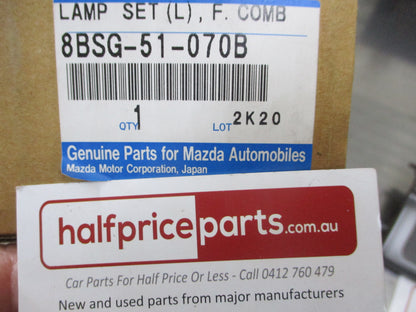 LAMP SET (L), F. COMB
8BSG-51-070B
QTY 1 LOT 2K20
Genuine Parts for Mazda Automobiles
Mazda Motor Corporation, Japan
halfpriceparts.com.au
Car Parts For Half Price Or Less - Call 0412 760 479
New and used parts from major manufacturers